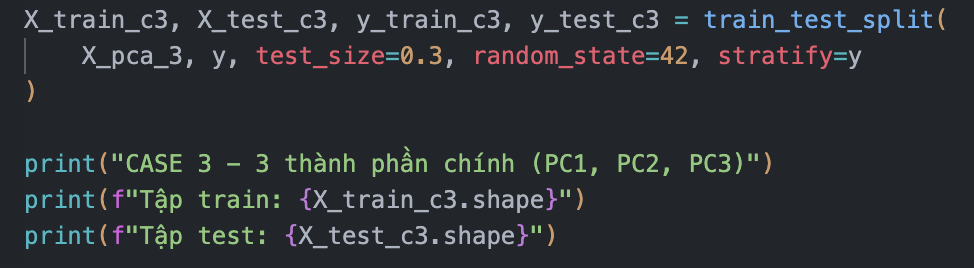 X_train_c3, X_test_c3, y_train_c3, y_test_c3 = train_test_split(
    X_pca_3, y, test_size=0.3, random_state=42, stratify=y
)

print("CASE 3 - 3 thành phần chính (PC1, PC2, PC3)")
print(f"Tập train: {X_train_c3.shape}")
print(f"Tập test: {X_test_c3.shape}")